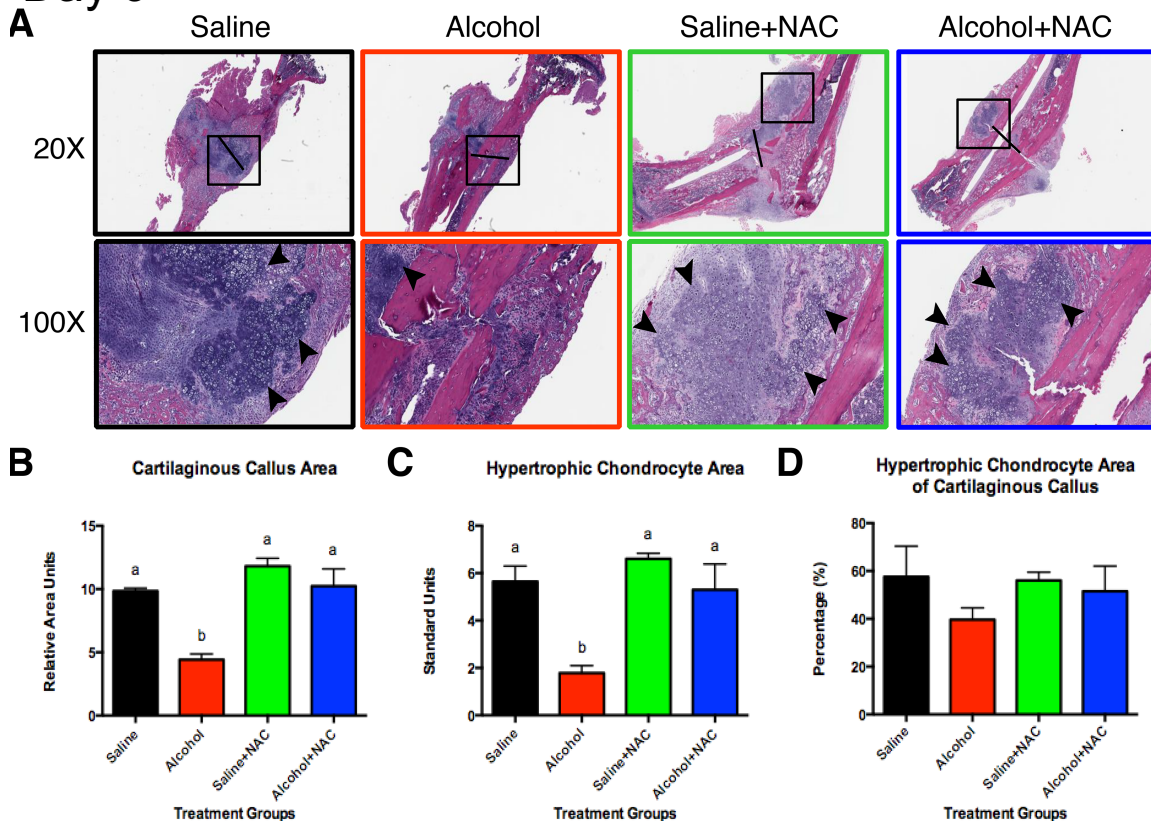 A
Saline
Alcohol
Saline+NAC
Alcohol+NAC
20X
100X
B
Cartilaginous Callus Area
Relative Area Units
15
10
5
0
a
b
a
a
Saline
Alcohol
Saline+NAC
Alcohol+NAC
Treatment Groups
C
Hypertrophic Chondrocyte Area
Standard Units
8
6
4
2
0
a
b
a
a
Saline
Alcohol
Saline+NAC
Alcohol+NAC
Treatment Groups
D
Hypertrophic Chondrocyte Area
of Cartilaginous Callus
Percentage (%)
80
60
40
20
0
Saline
Alcohol
Saline+NAC
Alcohol+NAC
Treatment Groups